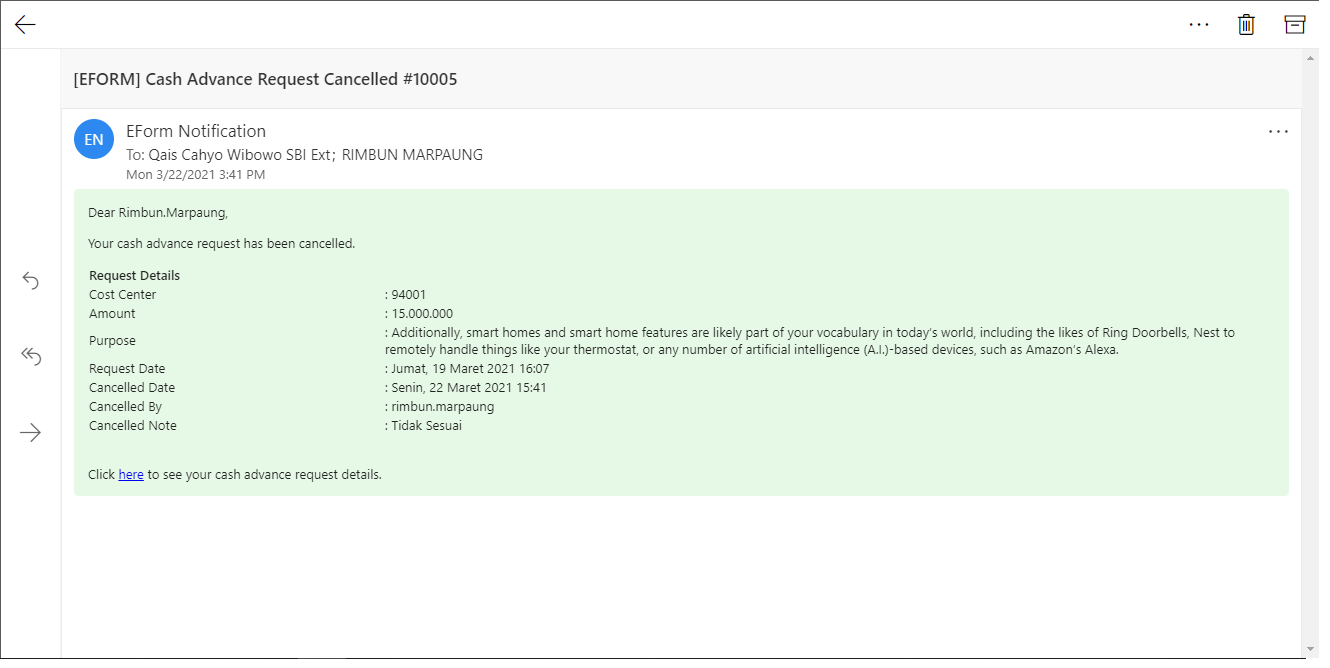 [EFORM] Cash Advance Request Cancelled #10005
EN
EForm Notification
To: Qais Cahyo Wibowo SBI Ext; RIMBUN MARPAUNG
Mon 3/22/2021 3:41 PM
Dear Rimbun.Marpaung,
Your cash advance request has been cancelled.
Request Details
Cost Center : 94001
Amount : 15.000.000
Purpose : Additionally, smart homes and smart home features are likely part of your vocabulary in today's world, including the likes of Ring Doorbells, Nest to
remotely handle things like your thermostat, or any number of artificial intelligence (A.I.)-based devices, such as Amazon's Alexa.
Request Date : Jumat, 19 Maret 2021 16:07
Cancelled Date : Senin, 22 Maret 2021 15:41
Cancelled By : rimbun.marpaung
Cancelled Note : Tidak Sesuai
Click here to see your cash advance request details.